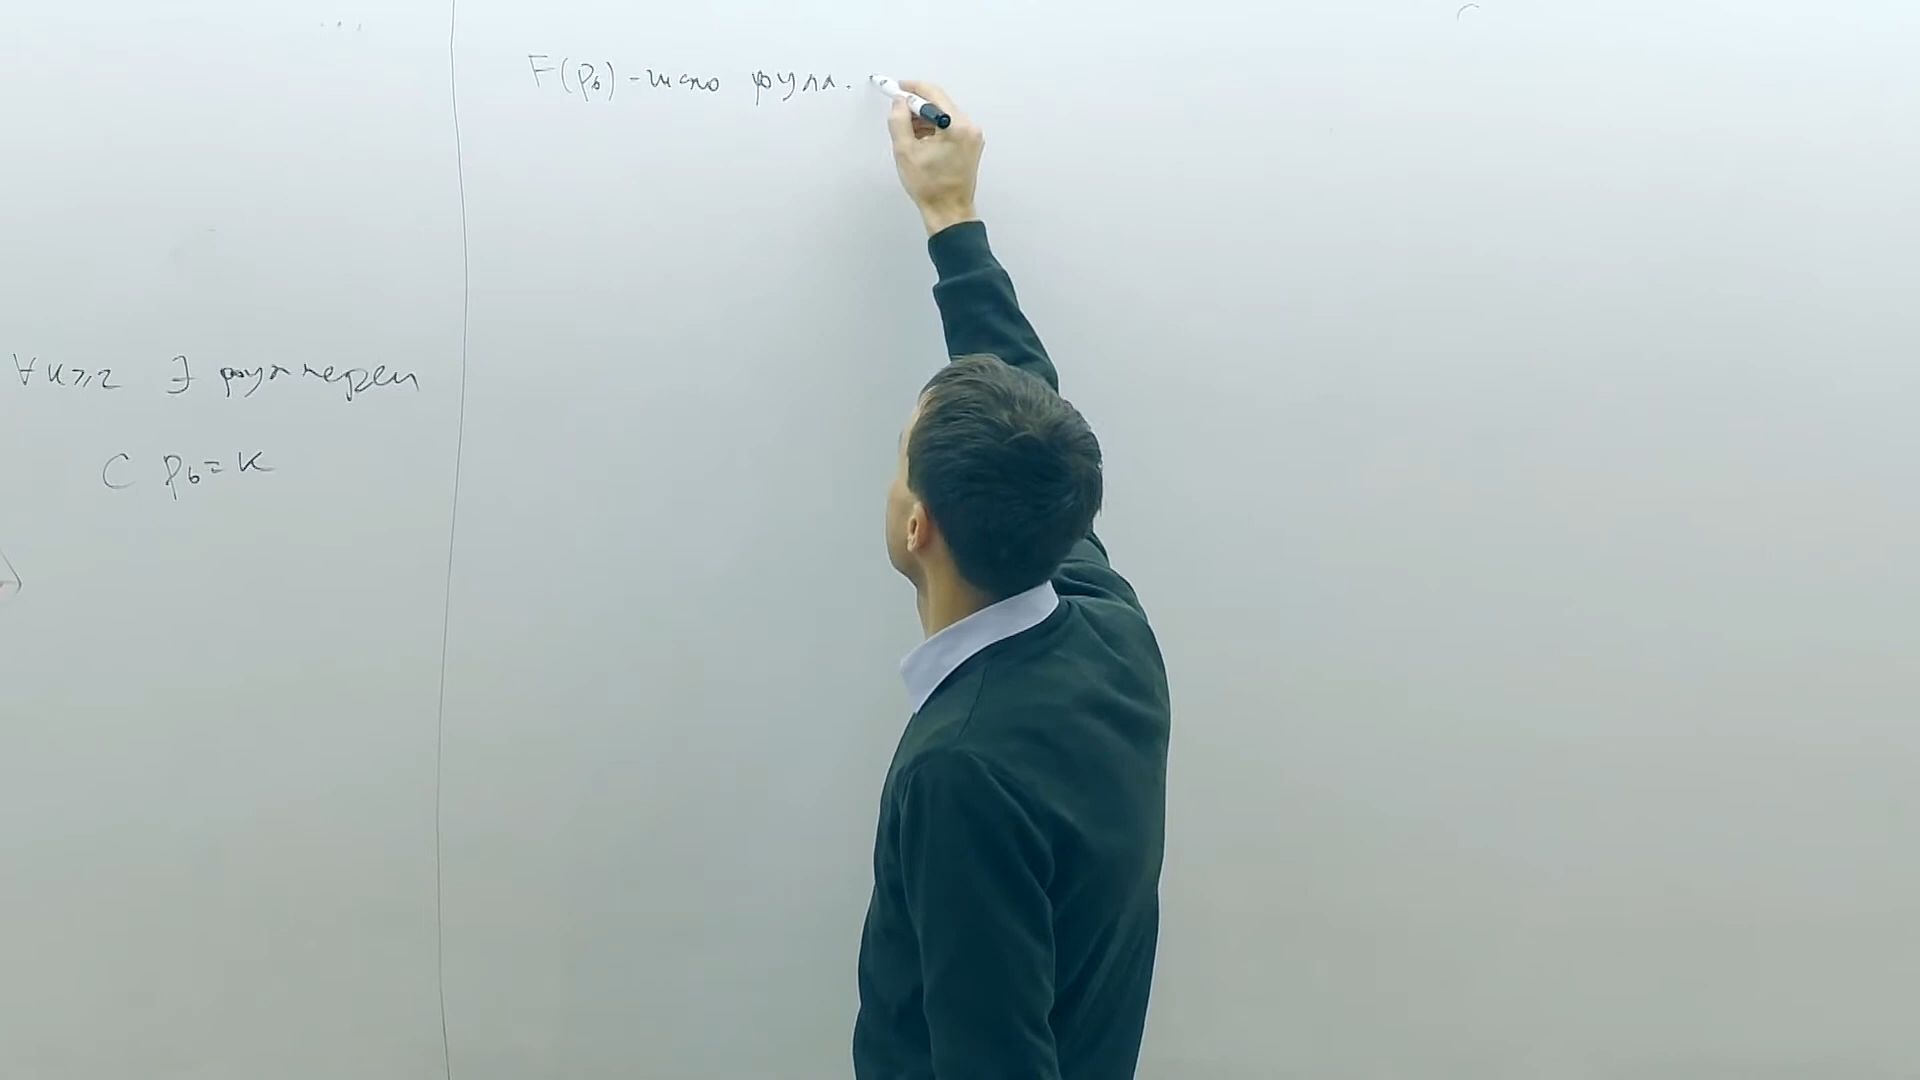 ∀k⩾2 ∃ фуллерен
С p₆=k
F(p₆) - число фулл.